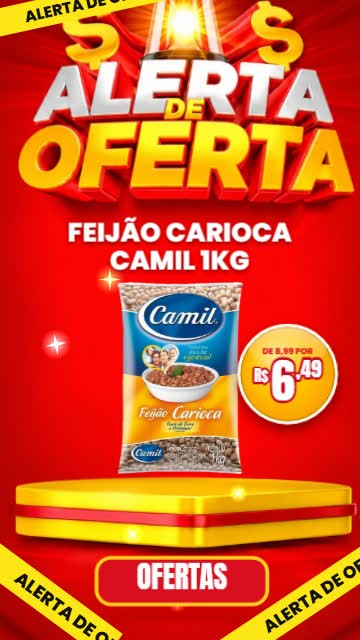 ALERTA DE O
ALERTA
DE
OFERTA
FEIJÃO CARIOCA
CAMIL 1KG
Camil
Feijão Carioca
Camil
1kg
DE 8,99 POR
R$ 6,49
OFERTAS
ALERTA DE O
ALERTA DE OF